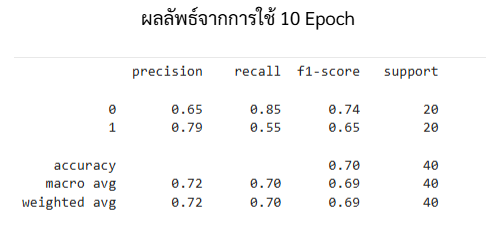 ผลลัพธ์จากการใช้ 10 Epoch
precision recall f1-score support
0 0.65 0.85 0.74 20
1 0.79 0.55 0.65 20
accuracy 0.70 40
macro avg 0.72 0.70 0.69 40
weighted avg 0.72 0.70 0.69 40